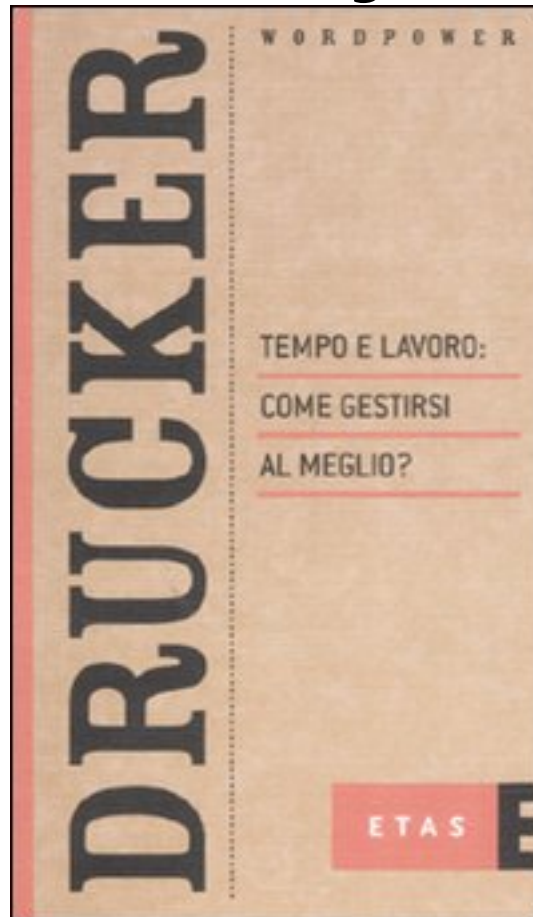 WORDPOWER
DRUCKER
TEMPO E LAVORO:
COME GESTIRSI
AL MEGLIO?
ETAS
E